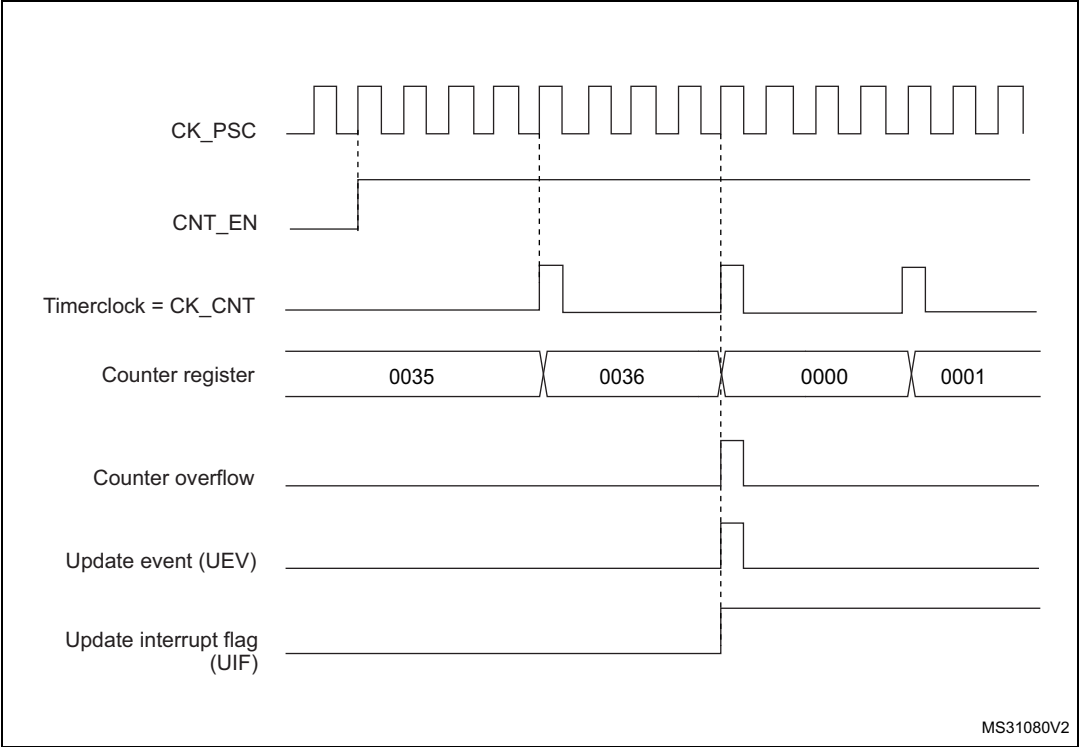 CK_PSC
CNT_EN
Timerclock = CK_CNT
Counter register
0035
0036
0000
0001
Counter overflow
Update event (UEV)
Update interrupt flag
(UIF)
MS31080V2